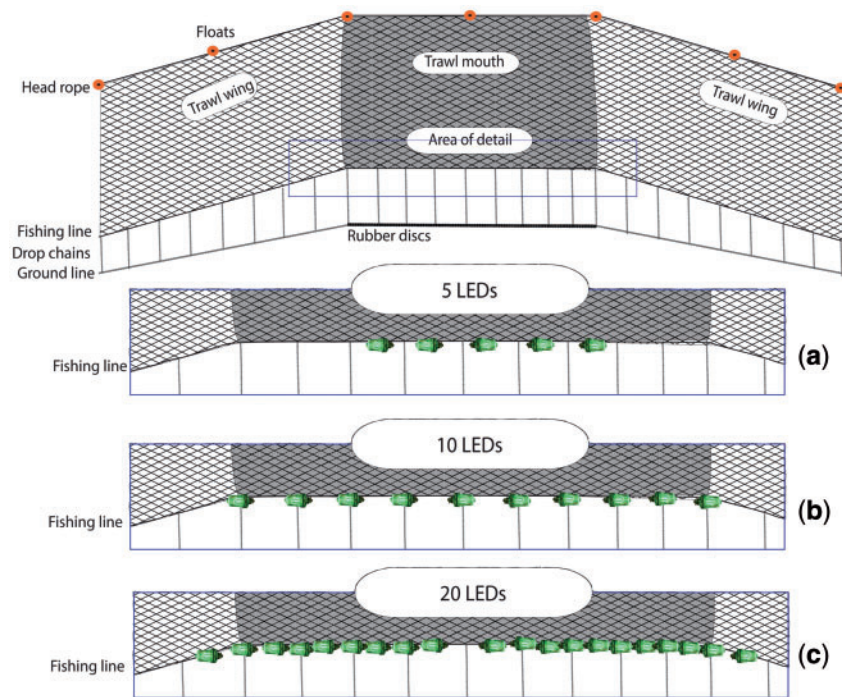 Floats
Head rope
Trawl wing
Trawl mouth
Trawl wing
Area of detail
Fishing line
Drop chains
Ground line
Rubber discs
5 LEDs
Fishing line
(a)
10 LEDs
Fishing line
(b)
20 LEDs
Fishing line
(c)